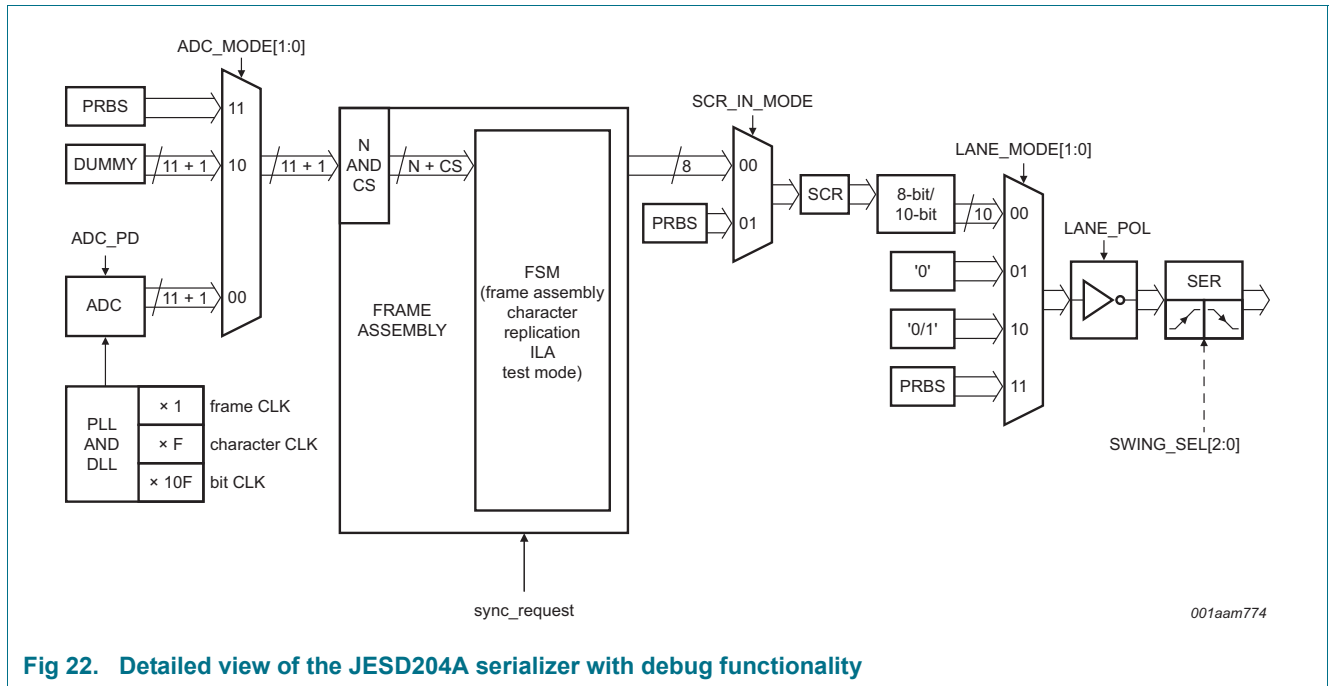 ADC_MODE[1:0]
PRBS
11
DUMMY
11 + 1
10
11 + 1
ADC_PD
ADC
11 + 1
00
PLL
AND
DLL
× 1
frame CLK
× F
character CLK
× 10F
bit CLK
N
AND
CS
N + CS
FRAME
ASSEMBLY
FSM
(frame assembly
character
replication
ILA
test mode)
sync_request
SCR_IN_MODE
8
00
PRBS
01
SCR
8-bit/
10-bit
10
LANE_MODE[1:0]
00
'0'
01
'0/1'
10
PRBS
11
LANE_POL
SER
SWING_SEL[2:0]
001aam774
Fig 22. Detailed view of the JESD204A serializer with debug functionality